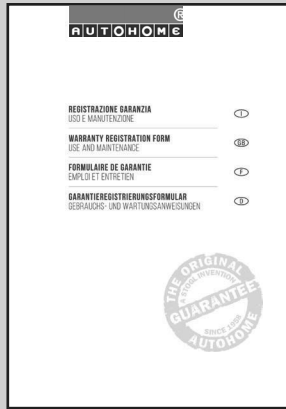 ®
AUTOHOME
REGISTRAZIONE GARANZIA
USO E MANUTENZIONE
I
WARRANTY REGISTRATION FORM
USE AND MAINTENANCE
GB
FORMULAIRE DE GARANTIE
EMPLOI ET ENTRETIEN
F
GARANTIEREGISTRIERUNGSFORMULAR
GEBRAUCHS- UND WARTUNGSANWEISUNGEN
D
THE ORIGINAL
GUARANTEE
SINCE 1958
AUTOHOME